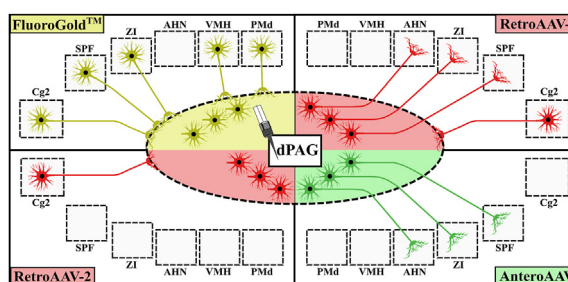 FluoroGold™
Cg2
SPF
ZI
AHN
VMH
PMd
PMd
VMH
AHN
ZI
SPF
Cg2
RetroAAV-
dPAG
Cg2
SPF
ZI
AHN
VMH
PMd
RetroAAV-2
PMd
VMH
AHN
ZI
SPF
Cg2
AnteroAAV